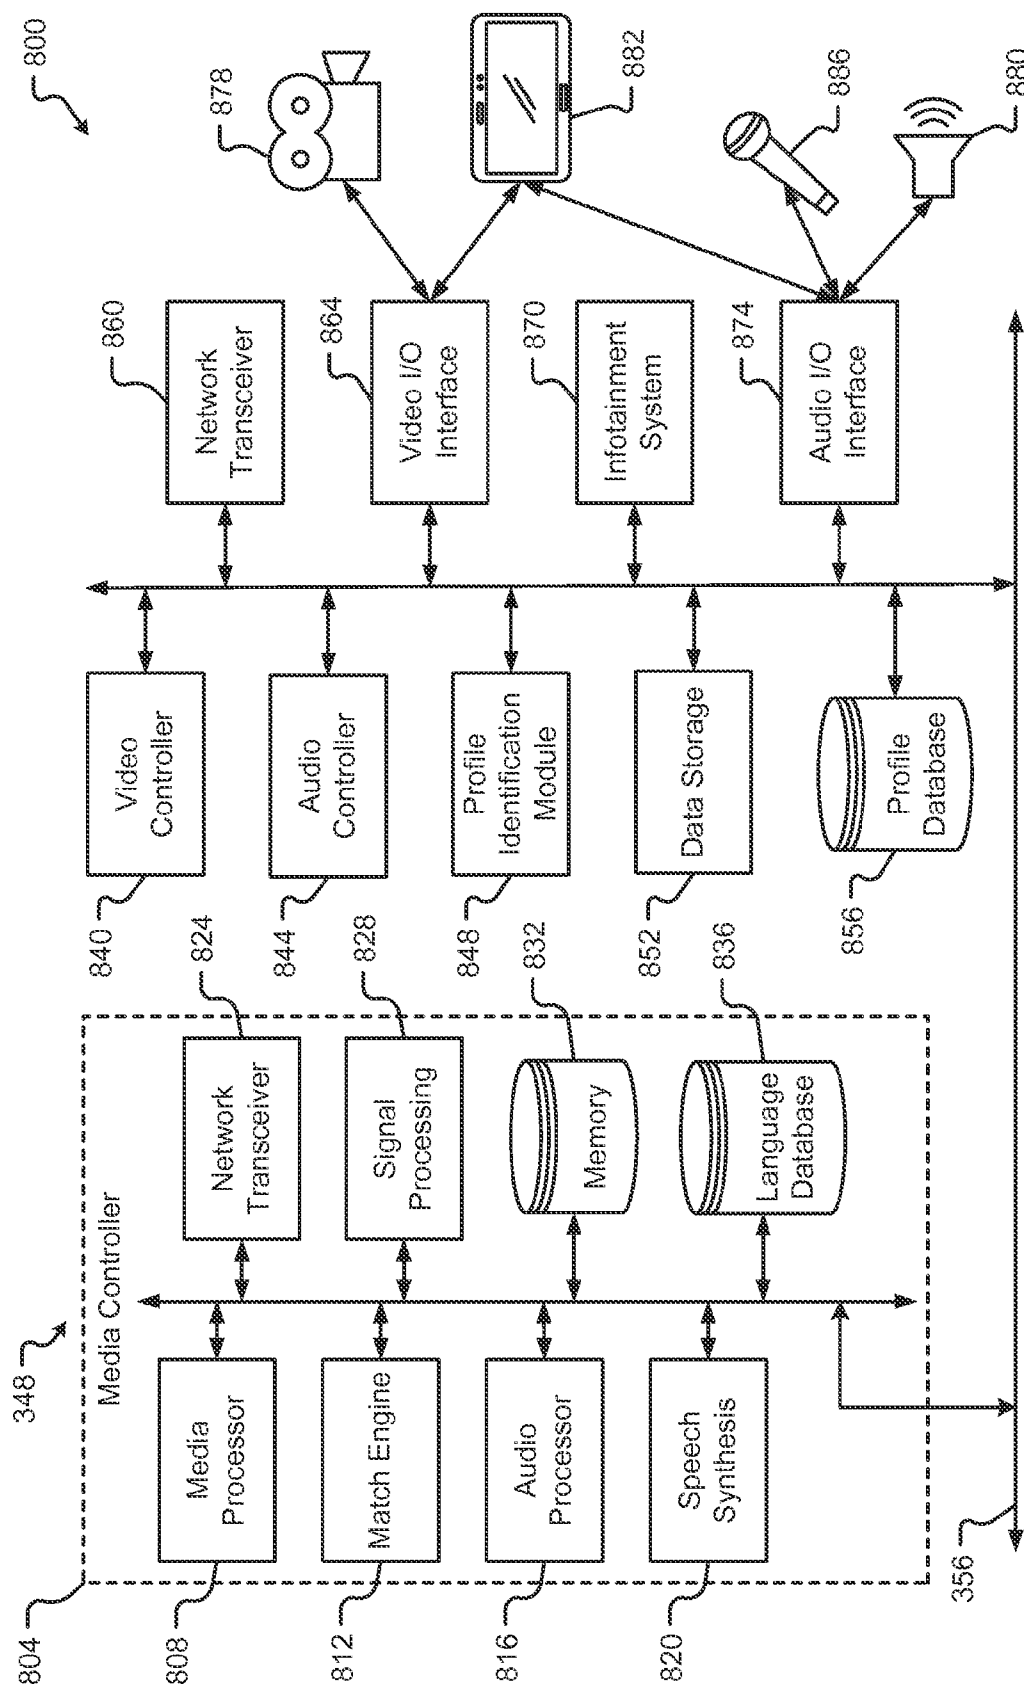 800
348
804
Media Controller
808
Media
Processor
812
Match Engine
816
Audio
Processor
820
Speech
Synthesis
824
Network
Transceiver
828
Signal
Processing
832
Memory
836
Language
Database
840
Video
Controller
844
Audio
Controller
848
Profile
Identification
Module
852
Data Storage
856
Profile
Database
860
Network
Transceiver
864
Video I/O
Interface
870
Infotainment
System
874
Audio I/O
Interface
878
882
886
880
356